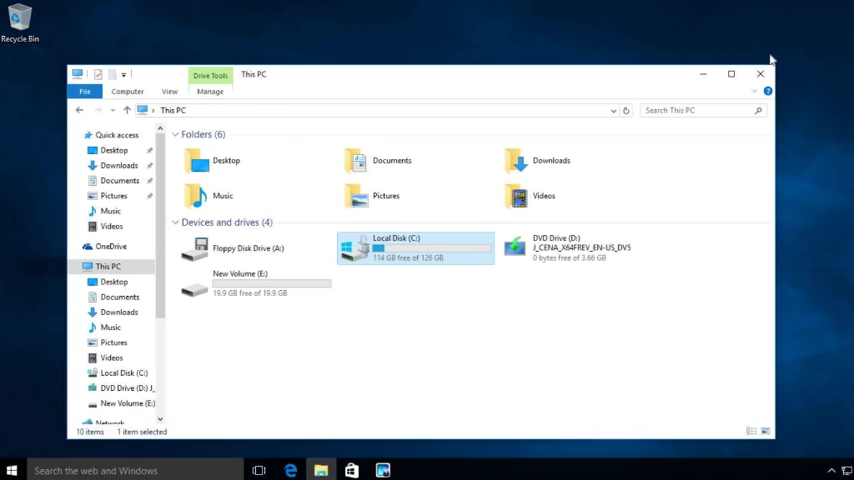 Recycle Bin
Drive Tools
This PC
File
Computer
View
Manage
This PC
Search This PC
Quick access
Desktop
Downloads
Documents
Pictures
Music
Videos
OneDrive
This PC
Desktop
Documents
Downloads
Music
Pictures
Videos
Local Disk (C:)
DVD Drive (D:) J_
New Volume (E:)
Network
Folders (6)
Desktop
Documents
Downloads
Music
Pictures
Videos
Devices and drives (4)
Floppy Disk Drive (A:)
Local Disk (C:)
114 GB free of 126 GB
DVD Drive (D:)
J_CENA_X64FREV_EN-US_DV5
0 bytes free of 3.66 GB
New Volume (E:)
19.9 GB free of 19.9 GB
10 items
1 item selected
Search the web and Windows